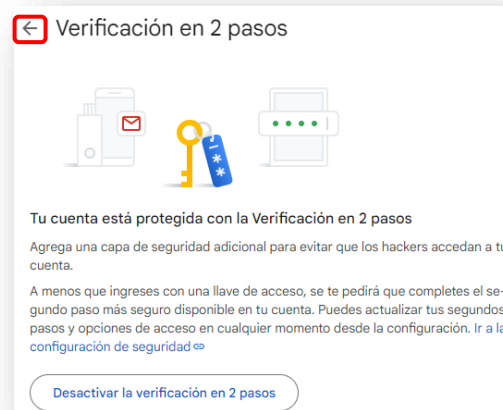 Verificación en 2 pasos
Tu cuenta está protegida con la Verificación en 2 pasos
Agrega una capa de seguridad adicional para evitar que los hackers accedan a tu
cuenta.
A menos que ingreses con una llave de acceso, se te pedirá que completes el se-
gundo paso más seguro disponible en tu cuenta. Puedes actualizar tus segundos
pasos y opciones de acceso en cualquier momento desde la configuración. Ir a la
configuración de seguridad
Desactivar la verificación en 2 pasos